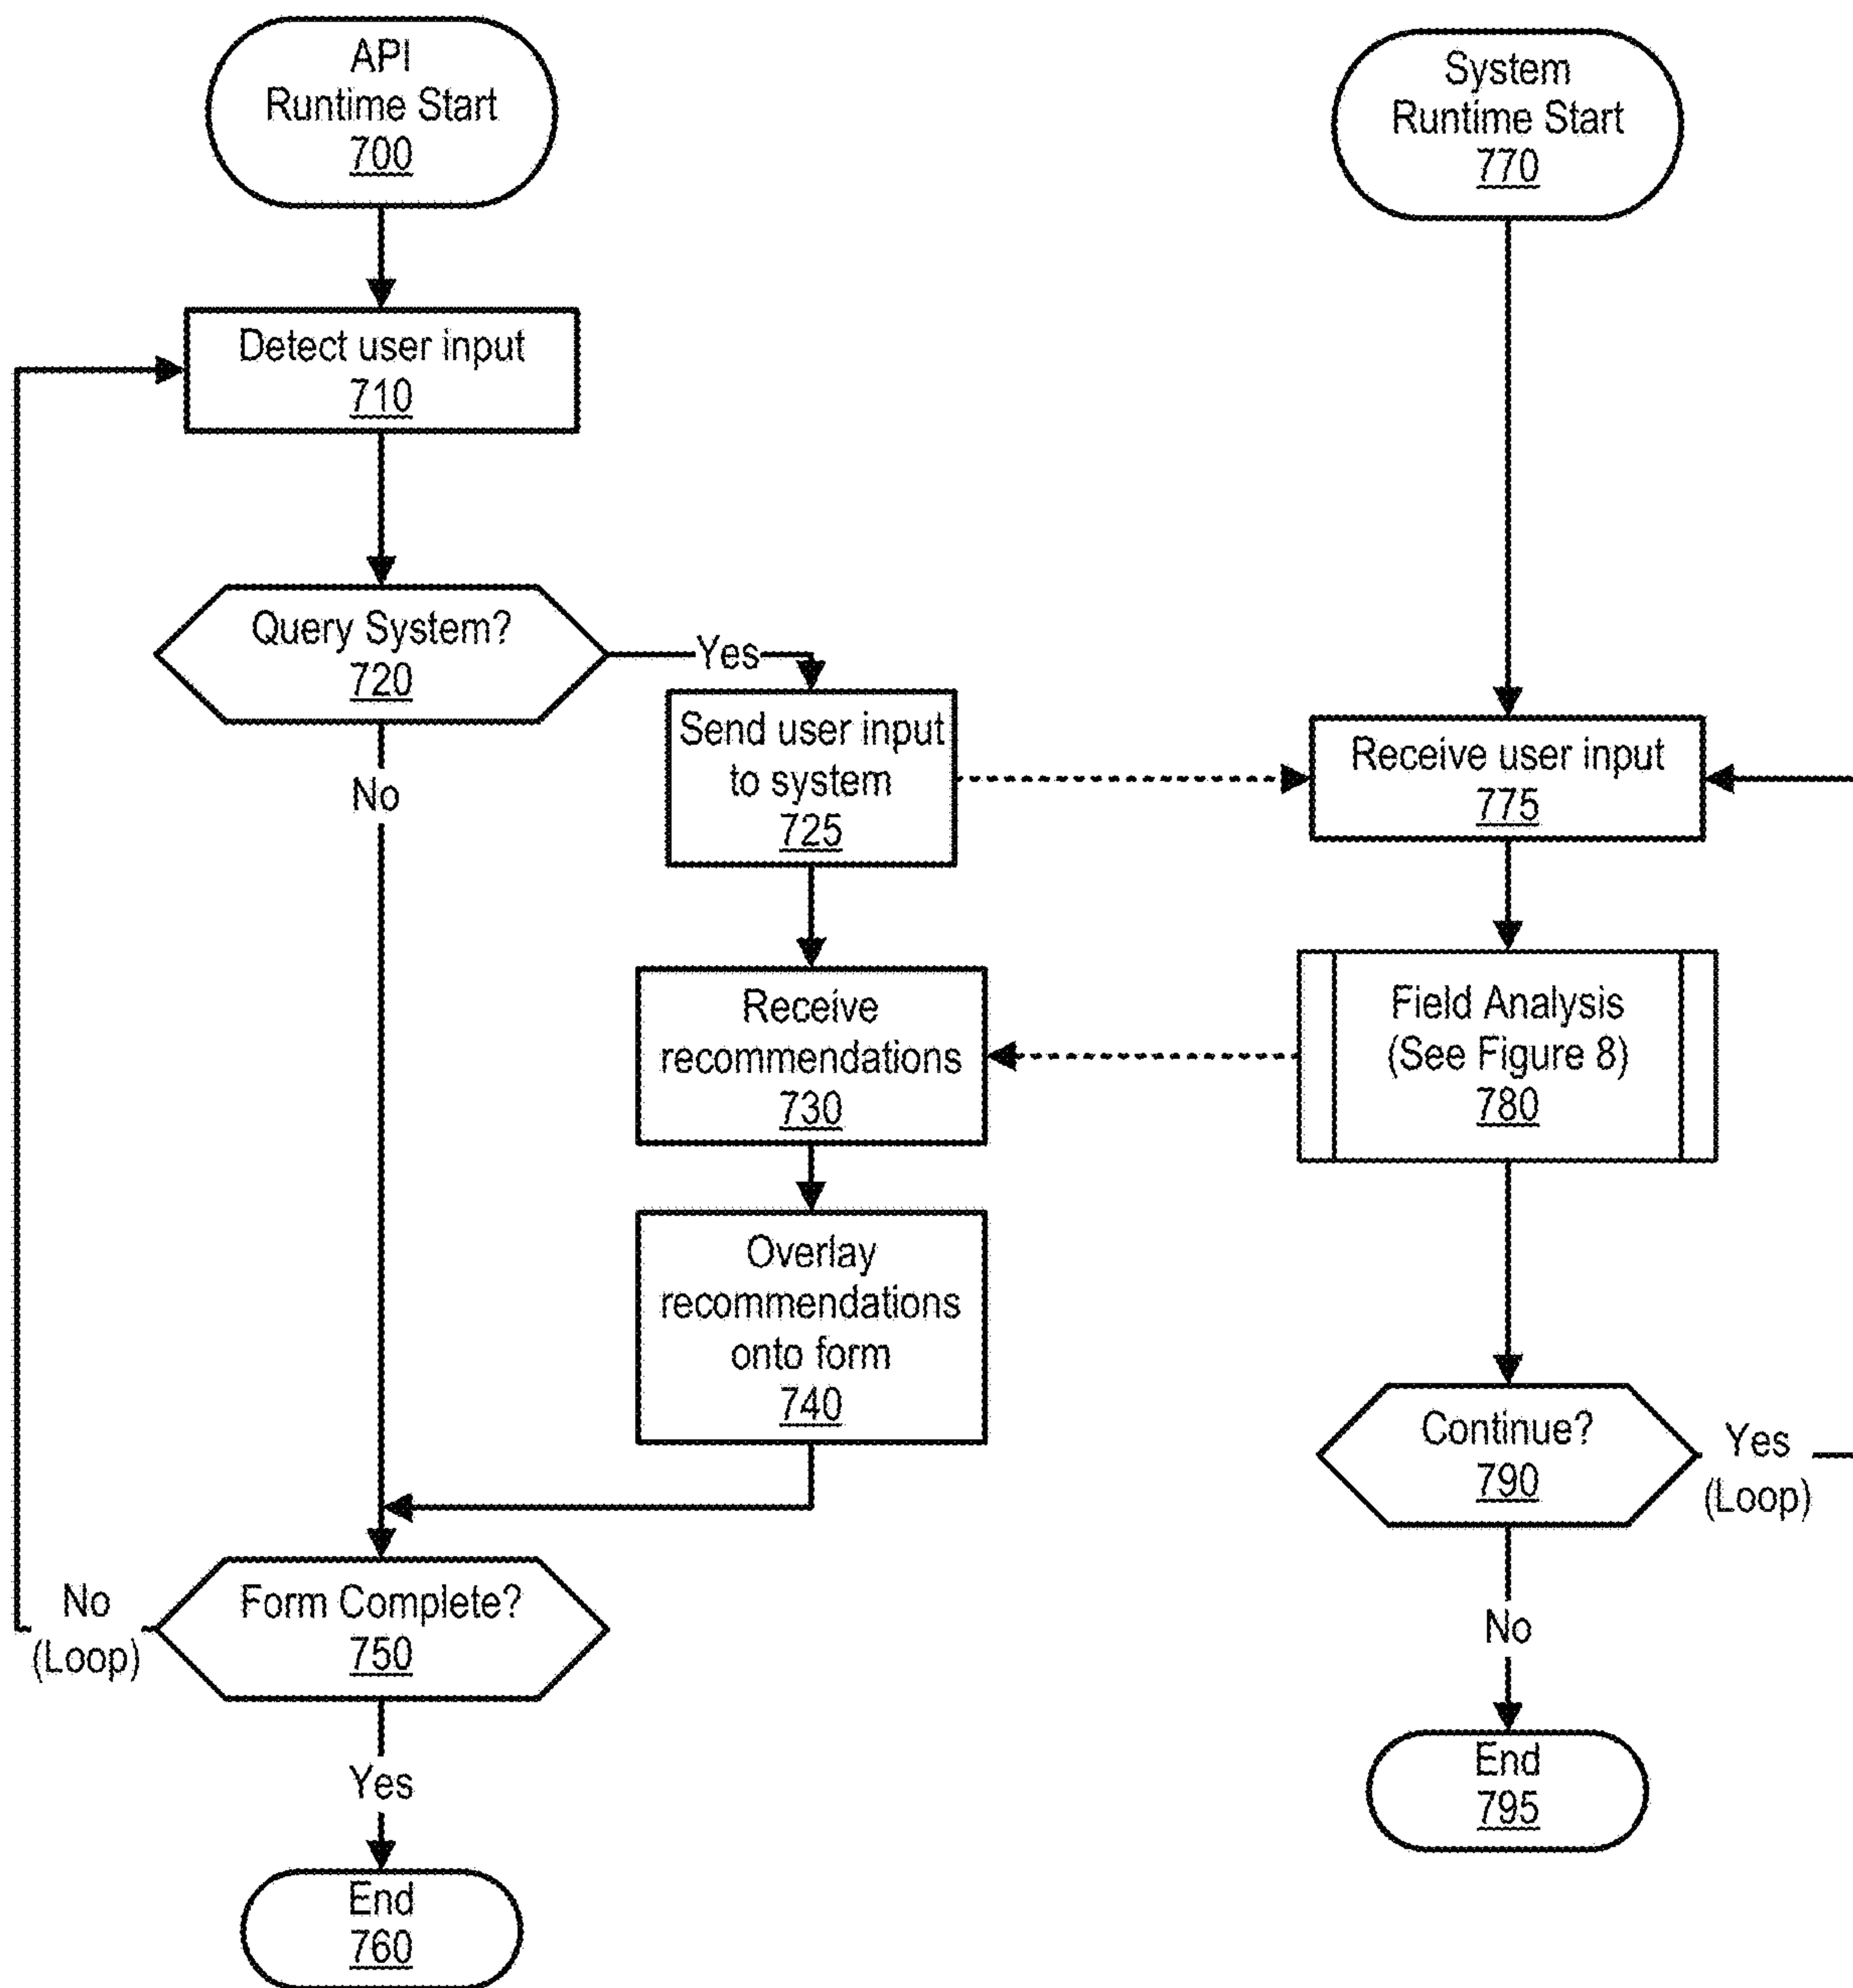 API
Runtime Start
700
Detect user input
710
Query System?
720
Yes
No
Send user input
to system
725
Receive
recommendations
730
Overlay
recommendations
onto form
740
Form Complete?
750
No
(Loop)
Yes
End
760
System
Runtime Start
770
Receive user input
775
Field Analysis
(See Figure 8)
780
Continue?
790
Yes
(Loop)
No
End
795